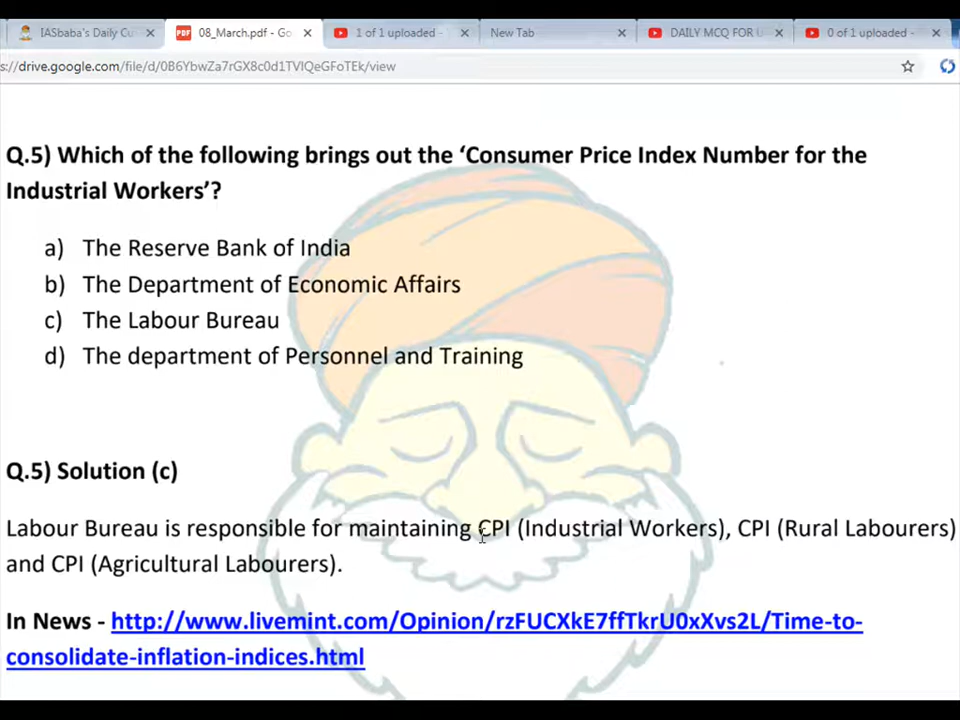 IASbaba's Daily Cu
08_March.pdf - Go
1 of 1 uploaded -
New Tab
DAILY MCQ FOR U
0 of 1 uploaded -
s://drive.google.com/file/d/0B6YbwZa7rGX8c0d1TVlQeGFoTEk/view
Q.5) Which of the following brings out the ‘Consumer Price Index Number for the
Industrial Workers’?
a) The Reserve Bank of India
b) The Department of Economic Affairs
c) The Labour Bureau
d) The department of Personnel and Training
Q.5) Solution (c)
Labour Bureau is responsible for maintaining CPI (Industrial Workers), CPI (Rural Labourers)
and CPI (Agricultural Labourers).
In News - http://www.livemint.com/Opinion/rzFUCXkE7ffTkrU0xXvs2L/Time-to-
consolidate-inflation-indices.html